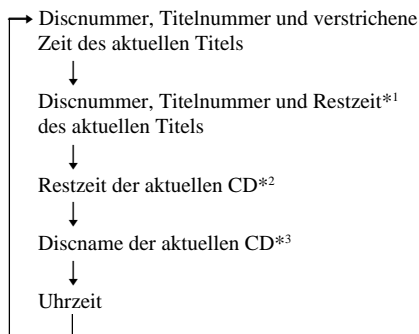 Discnummer, Titelnummer und verstrichene
Zeit des aktuellen Titels
Discnummer, Titelnummer und Restzeit*1
des aktuellen Titels
Restzeit der aktuellen CD*2
Discname der aktuellen CD*3
Uhrzeit